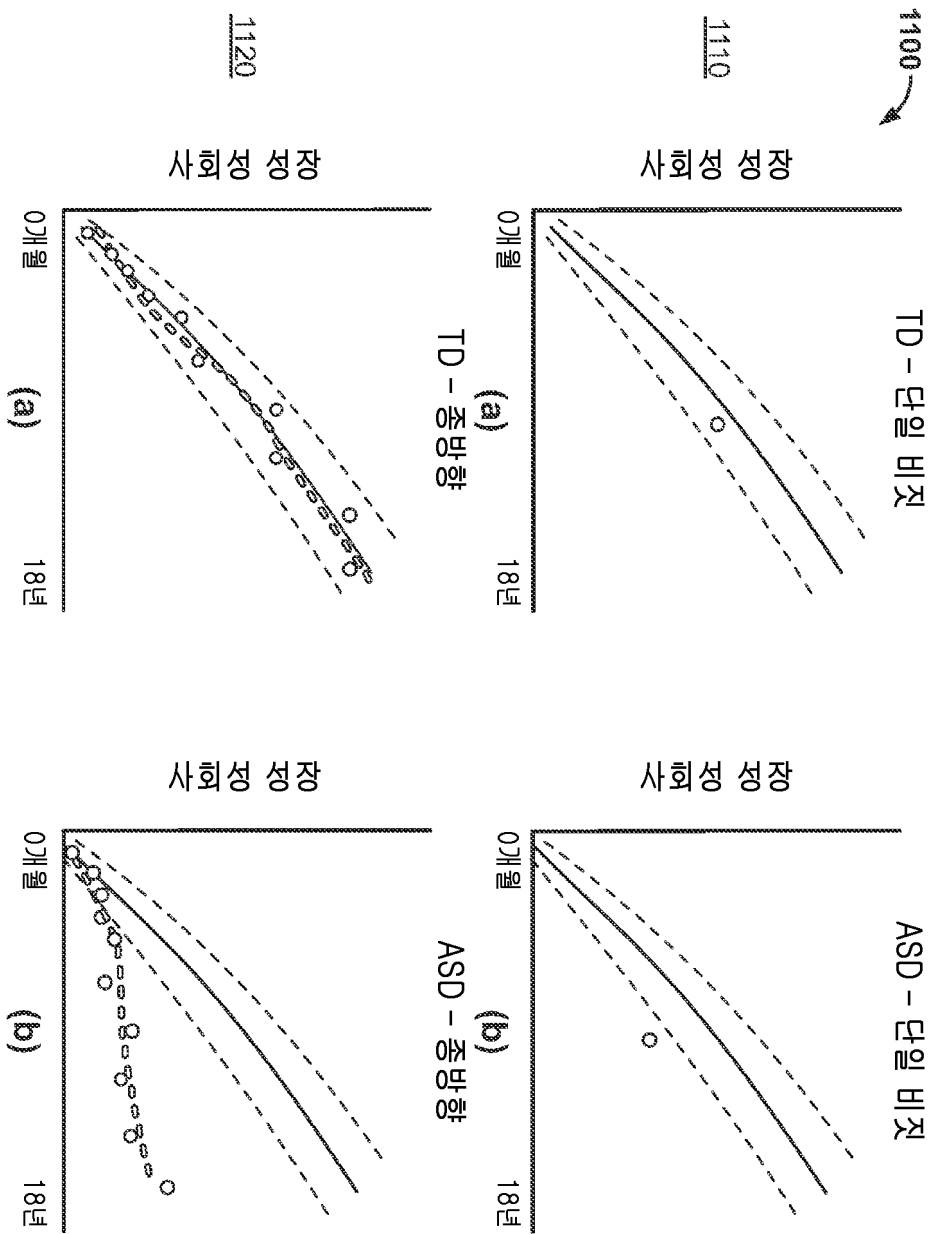 1100
1110
TD - 단일 비짓
사회성 성장
0개월
18년
(a)
ASD - 단일 비짓
사회성 성장
0개월
18년
(b)
1120
TD - 종방향
사회성 성장
0개월
18년
(a)
ASD - 종방향
사회성 성장
0개월
18년
(b)